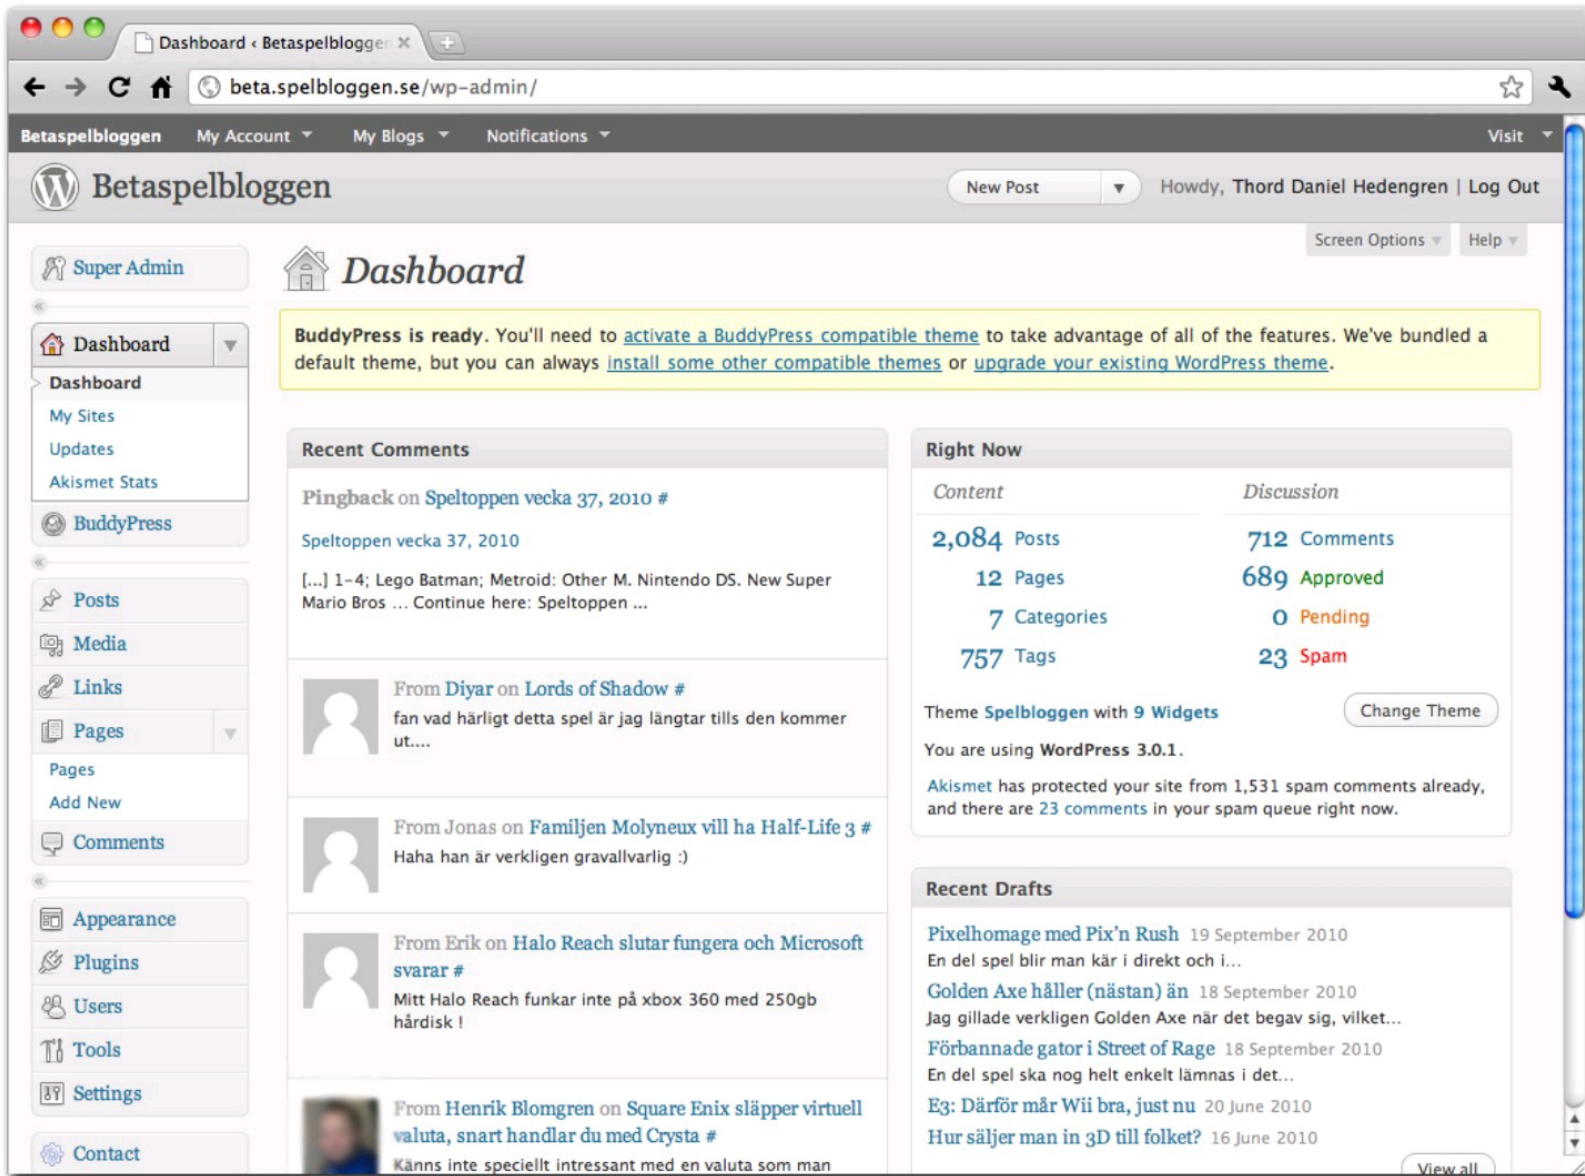 Dashboard ‹ Betaspelblogge
beta.spelbloggen.se/wp-admin/
Betaspelbloggen My Account My Blogs Notifications Visit
Betaspelbloggen
New Post Howdy, Thord Daniel Hedengren | Log Out
Screen Options Help
Super Admin
Dashboard
Dashboard
My Sites
Updates
Akismet Stats
BuddyPress
Posts
Media
Links
Pages
Pages
Add New
Comments
Appearance
Plugins
Users
Tools
Settings
Contact
Dashboard
BuddyPress is ready. You'll need to activate a BuddyPress compatible theme to take advantage of all of the features. We've bundled a
default theme, but you can always install some other compatible themes or upgrade your existing WordPress theme.
Recent Comments
Pingback on Speltoppen vecka 37, 2010 #
Speltoppen vecka 37, 2010
[...] 1–4; Lego Batman; Metroid: Other M. Nintendo DS. New Super
Mario Bros … Continue here: Speltoppen ...
From Diyar on Lords of Shadow #
fan vad härligt detta spel är jag längtar tills den kommer
ut....
From Jonas on Familjen Molyneux vill ha Half-Life 3 #
Haha han är verkligen gravallvarlig :)
From Erik on Halo Reach slutar fungera och Microsoft
svarar #
Mitt Halo Reach funkar inte på xbox 360 med 250gb
hårdisk !
From Henrik Blomgren on Square Enix släpper virtuell
valuta, snart handlar du med Crysta #
Känns inte speciellt intressant med en valuta som man
Right Now
Content Discussion
2,084 Posts 712 Comments
12 Pages 689 Approved
7 Categories 0 Pending
757 Tags 23 Spam
Theme Spelbloggen with 9 Widgets Change Theme
You are using WordPress 3.0.1.
Akismet has protected your site from 1,531 spam comments already,
and there are 23 comments in your spam queue right now.
Recent Drafts
Pixelhomage med Pix'n Rush 19 September 2010
En del spel blir man kär i direkt och i…
Golden Axe håller (nästan) än 18 September 2010
Jag gillade verkligen Golden Axe när det begav sig, vilket…
Förbannade gator i Street of Rage 18 September 2010
En del spel ska nog helt enkelt lämnas i det…
E3: Därför mår Wii bra, just nu 20 June 2010
Hur säljer man in 3D till folket? 16 June 2010
View all